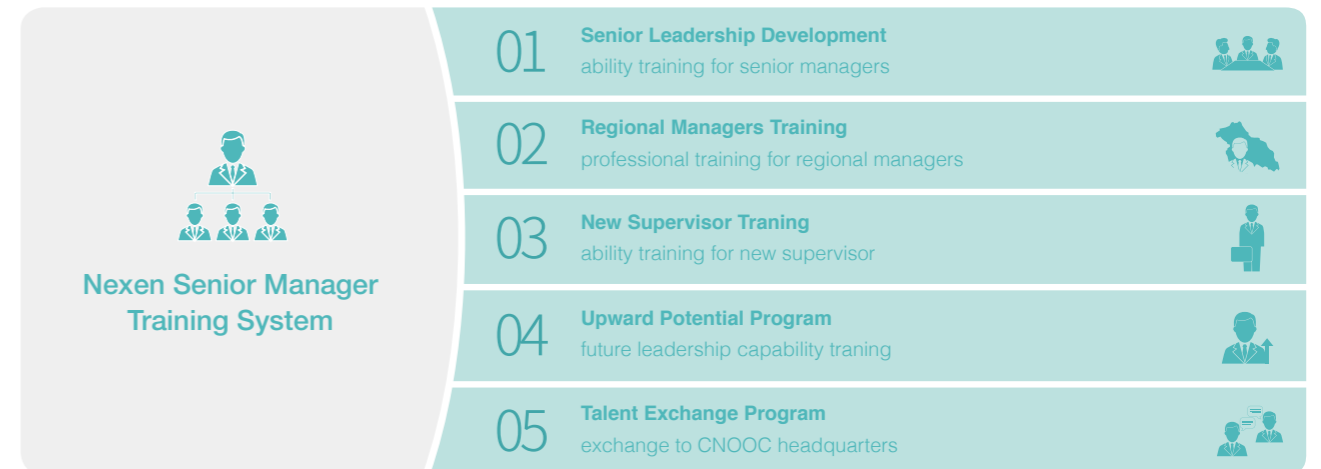 Nexen Senior Manager
Training System
01
Senior Leadership Development
ability training for senior managers
02
Regional Managers Training
professional training for regional managers
03
New Supervisor Traning
ability training for new supervisor
04
Upward Potential Program
future leadership capability traning
05
Talent Exchange Program
exchange to CNOOC headquarters